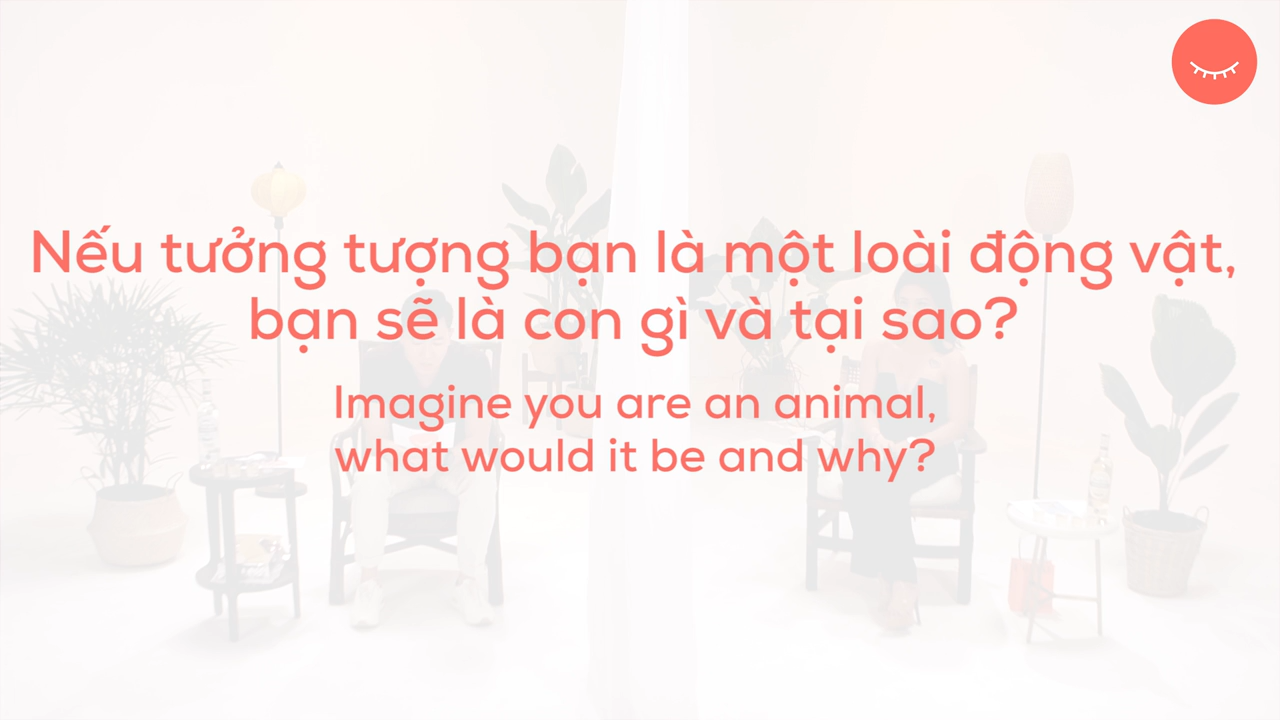 Nếu tưởng tượng bạn là một loài động vật,
bạn sẽ là con gì và tại sao?
Imagine you are an animal,
what would it be and why?